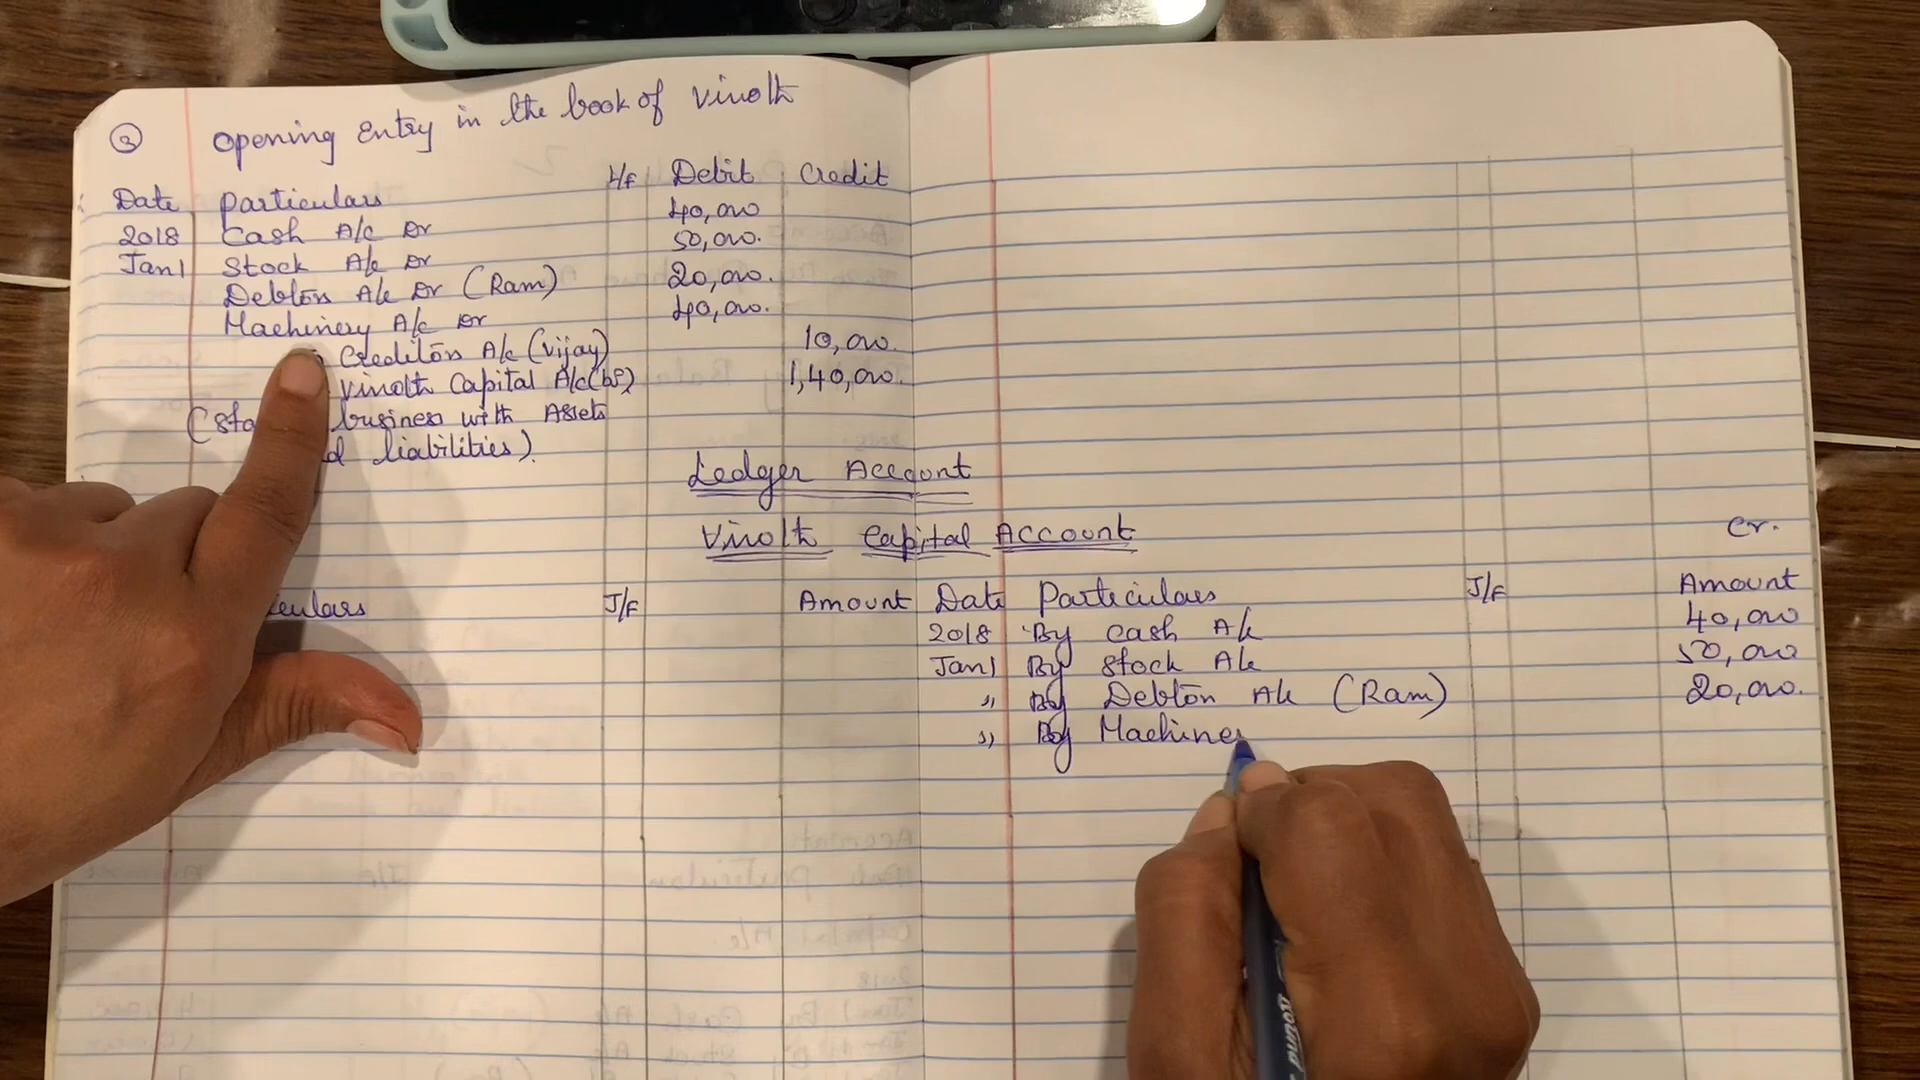 3 Opening Entry in the book of Vinoth
Date Particulars L/F Debit Credit
2018 Cash A/c Dr 40,000
Jan 1 Stock A/c Dr 50,000.
Debtors A/c Dr (Ram) 20,000.
Machinery A/c Dr 40,000.
Creditors A/c (Vijay) 10,000.
Vinoth Capital A/c (bf) 1,40,000.
(Sta business with Assets
d liabilities).
Ledger Account
Vinoth Capital Account
Cr.
iculars J/F Amount Date Particulars J/F Amount
2018 By Cash A/c 40,000
Jan 1 By Stock A/c 50,000
,, By Debtors A/c (Ram) 20,000.
,, By Machiner